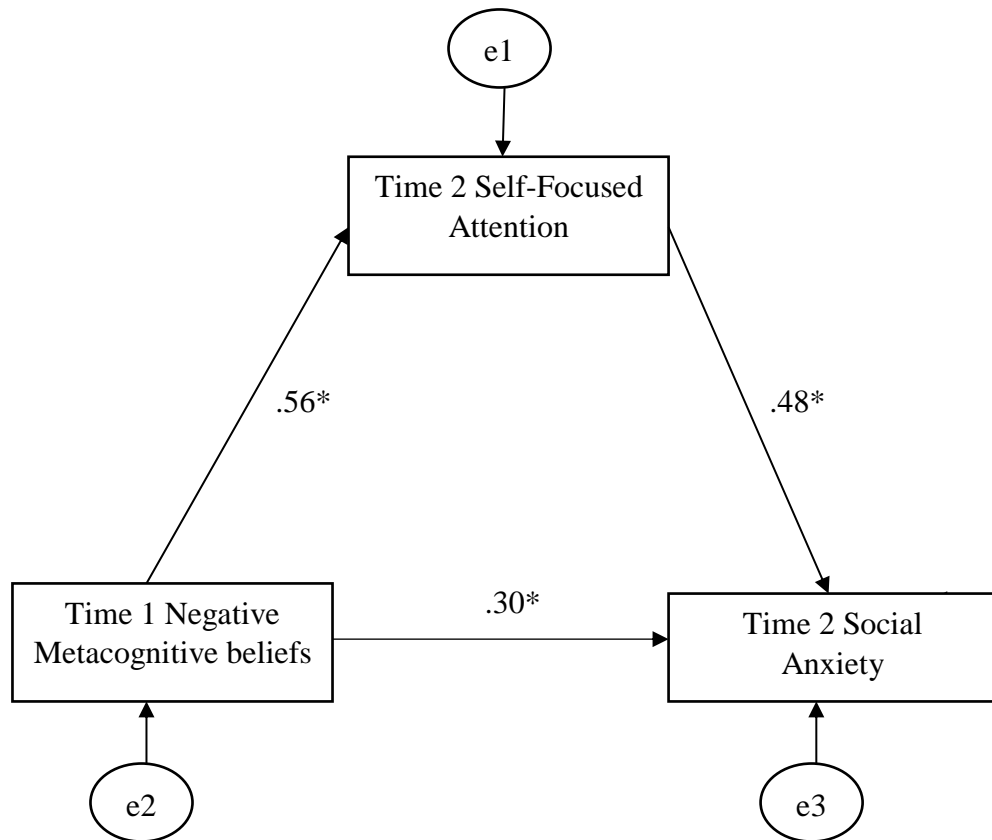 e1
Time 2 Self-Focused
Attention
.56*
.48*
Time 1 Negative
Metacognitive beliefs
.30*
Time 2 Social
Anxiety
e2
e3